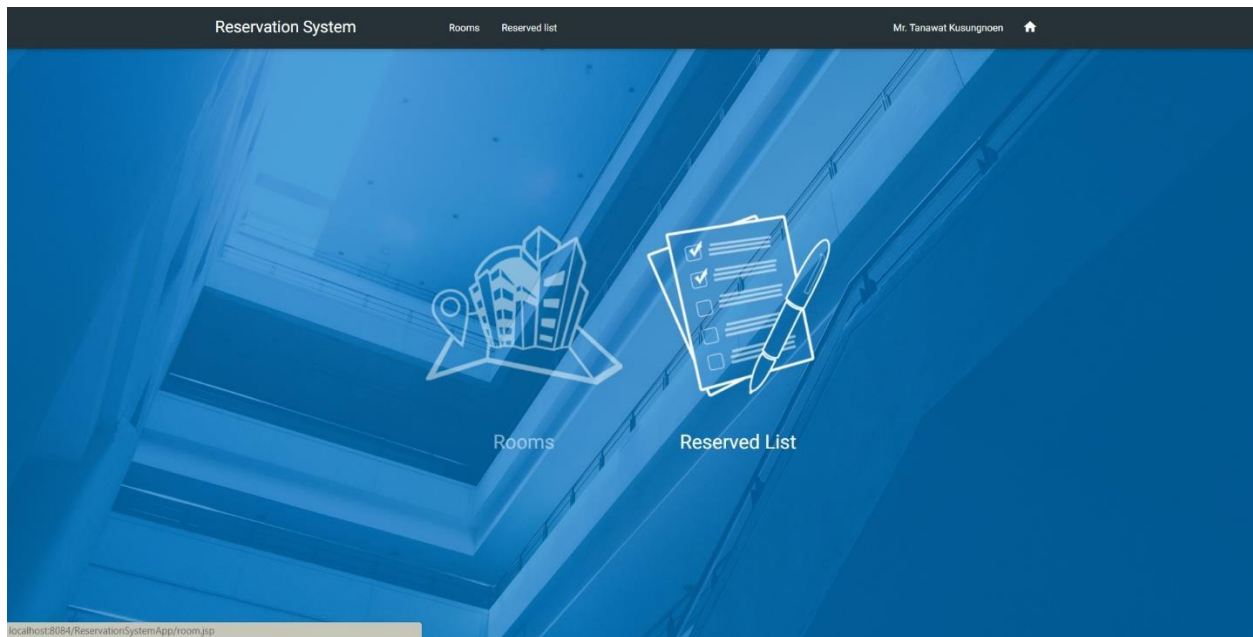 Reservation System Rooms Reserved list Mr. Tanawat Kusungnoen
Rooms Reserved List
localhost:8084/ReservationSystemApp/room.jsp